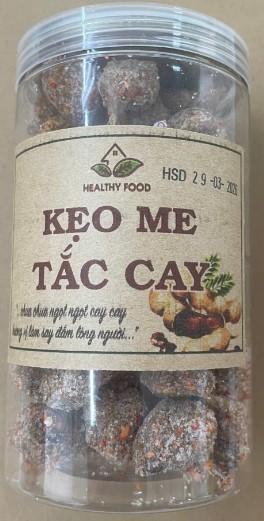 HEALTHY FOOD
HSD 29-03-2026
KẸO ME
TẮC CAY
"...chua chua ngọt ngọt cay cay
hương vị làm say đắm lòng người..."